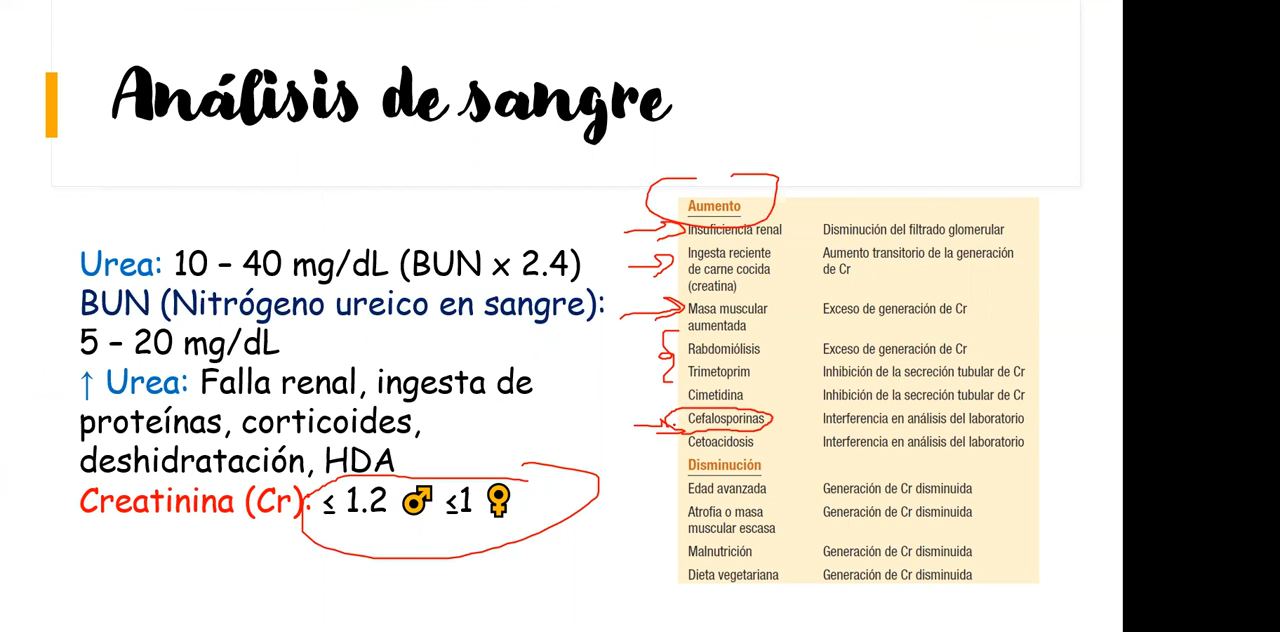 Análisis de sangre
Urea: 10 – 40 mg/dL (BUN x 2.4)
BUN (Nitrógeno ureico en sangre):
5 – 20 mg/dL
↑ Urea: Falla renal, ingesta de
proteínas, corticoides,
deshidratación, HDA
Creatinina (Cr): ≤ 1.2 ♂ ≤1 ♀
Aumento
Insuficiencia renal Disminución del filtrado glomerular
Ingesta reciente Aumento transitorio de la generación
de carne cocida de Cr
(creatina)
Masa muscular Exceso de generación de Cr
aumentada
Rabdomiólisis Exceso de generación de Cr
Trimetoprim Inhibición de la secreción tubular de Cr
Cimetidina Inhibición de la secreción tubular de Cr
Cefalosporinas Interferencia en análisis del laboratorio
Cetoacidosis Interferencia en análisis del laboratorio
Disminución
Edad avanzada Generación de Cr disminuida
Atrofia o masa Generación de Cr disminuida
muscular escasa
Malnutrición Generación de Cr disminuida
Dieta vegetariana Generación de Cr disminuida